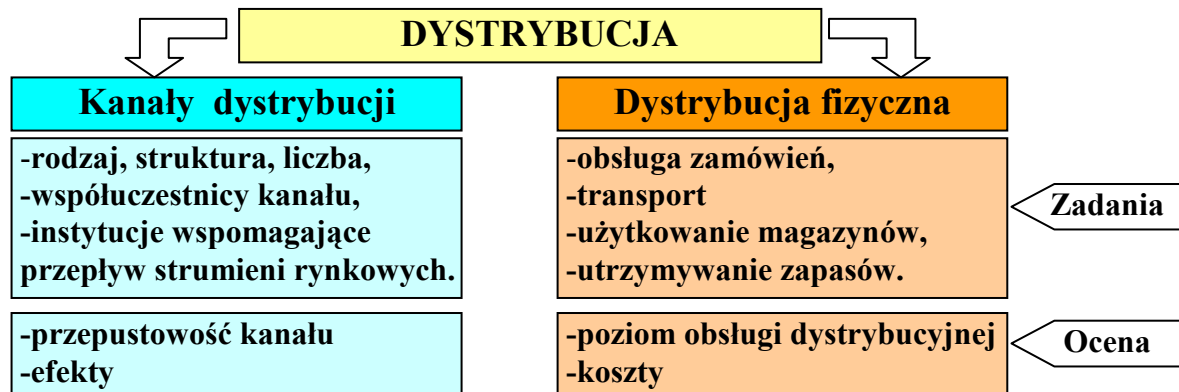 DYSTRYBUCJA
Kanały dystrybucji
-rodzaj, struktura, liczba,
-współuczestnicy kanału,
-instytucje wspomagające
przepływ strumieni rynkowych.
-przepustowość kanału
-efekty
Dystrybucja fizyczna
-obsługa zamówień,
-transport
-użytkowanie magazynów,
-utrzymywanie zapasów.
-poziom obsługi dystrybucyjnej
-koszty
Zadania
Ocena